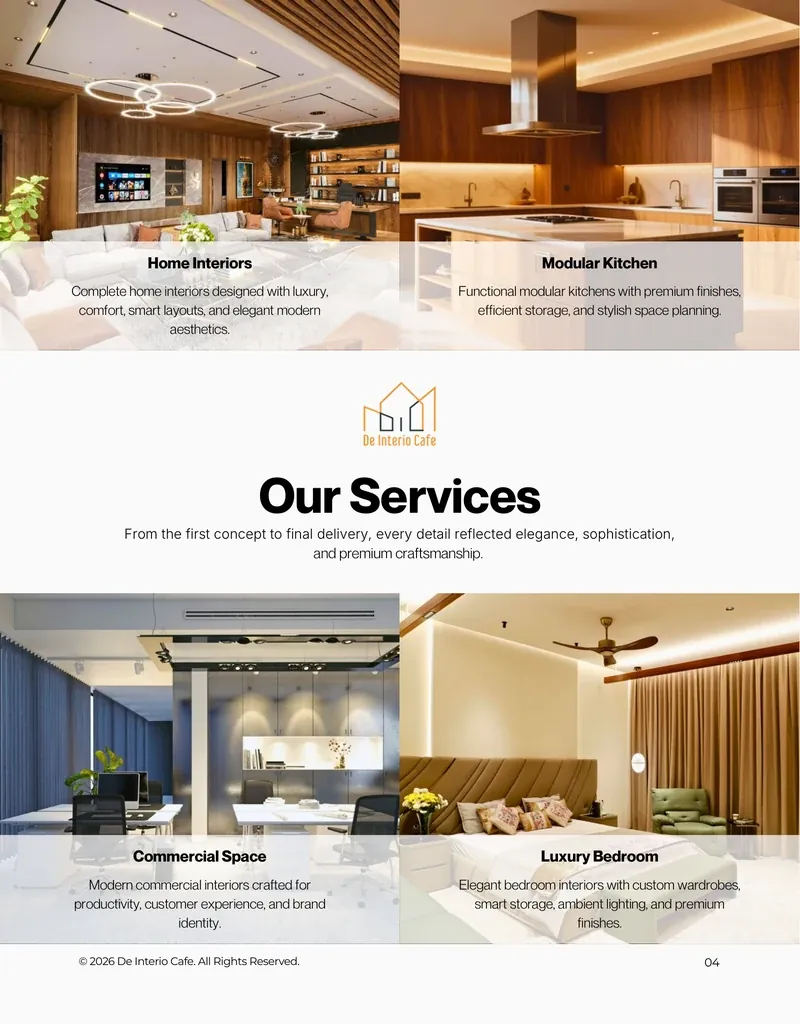 Home Interiors
Complete home interiors designed with luxury,
comfort, smart layouts, and elegant modern
aesthetics.
Modular Kitchen
Functional modular kitchens with premium finishes,
efficient storage, and stylish space planning.
De Interio Cafe
Our Services
From the first concept to final delivery, every detail reflected elegance, sophistication,
and premium craftsmanship.
Commercial Space
Modern commercial interiors crafted for
productivity, customer experience, and brand
identity.
Luxury Bedroom
Elegant bedroom interiors with custom wardrobes,
smart storage, ambient lighting, and premium
finishes.
© 2026 De Interio Cafe. All Rights Reserved.
04